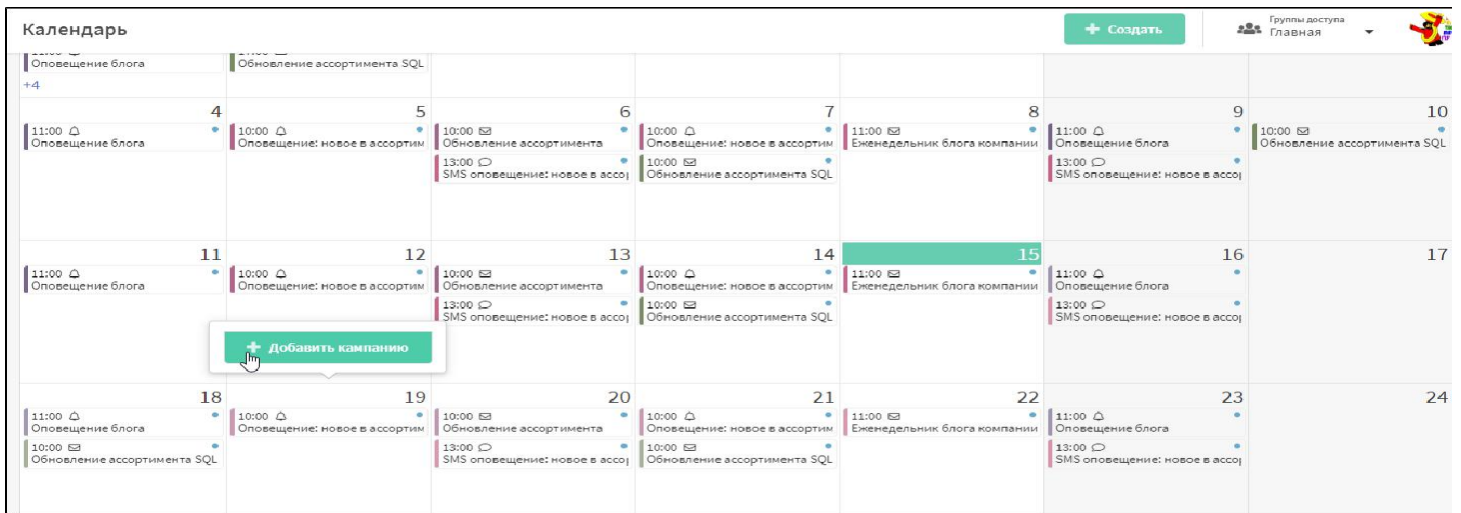 Календарь
Создать
Группы доступа
Главная
Оповещение блога
Обновление ассортимента SQL
+4
4
5
6
7
8
9
10
11:00
10:00
10:00
10:00
11:00
11:00
10:00
Оповещение блога
Оповещение: новое в ассортим
Обновление ассортимента
Оповещение: новое в ассортим
Еженедельник блога компании
Оповещение блога
Обновление ассортимента SQL
13:00
10:00
13:00
SMS оповещение: новое в ассор
Обновление ассортимента SQL
SMS оповещение: новое в ассор
11
12
13
14
15
16
17
11:00
10:00
10:00
10:00
11:00
11:00
Оповещение блога
Оповещение: новое в ассортим
Обновление ассортимента
Оповещение: новое в ассортим
Еженедельник блога компании
Оповещение блога
13:00
10:00
13:00
SMS оповещение: новое в ассор
Обновление ассортимента SQL
SMS оповещение: новое в ассор
Добавить кампанию
18
19
20
21
22
23
24
11:00
10:00
10:00
10:00
11:00
11:00
Оповещение блога
Оповещение: новое в ассортим
Обновление ассортимента
Оповещение: новое в ассортим
Еженедельник блога компании
Оповещение блога
10:00
13:00
10:00
13:00
Обновление ассортимента SQL
SMS оповещение: новое в ассор
Обновление ассортимента SQL
SMS оповещение: новое в ассор